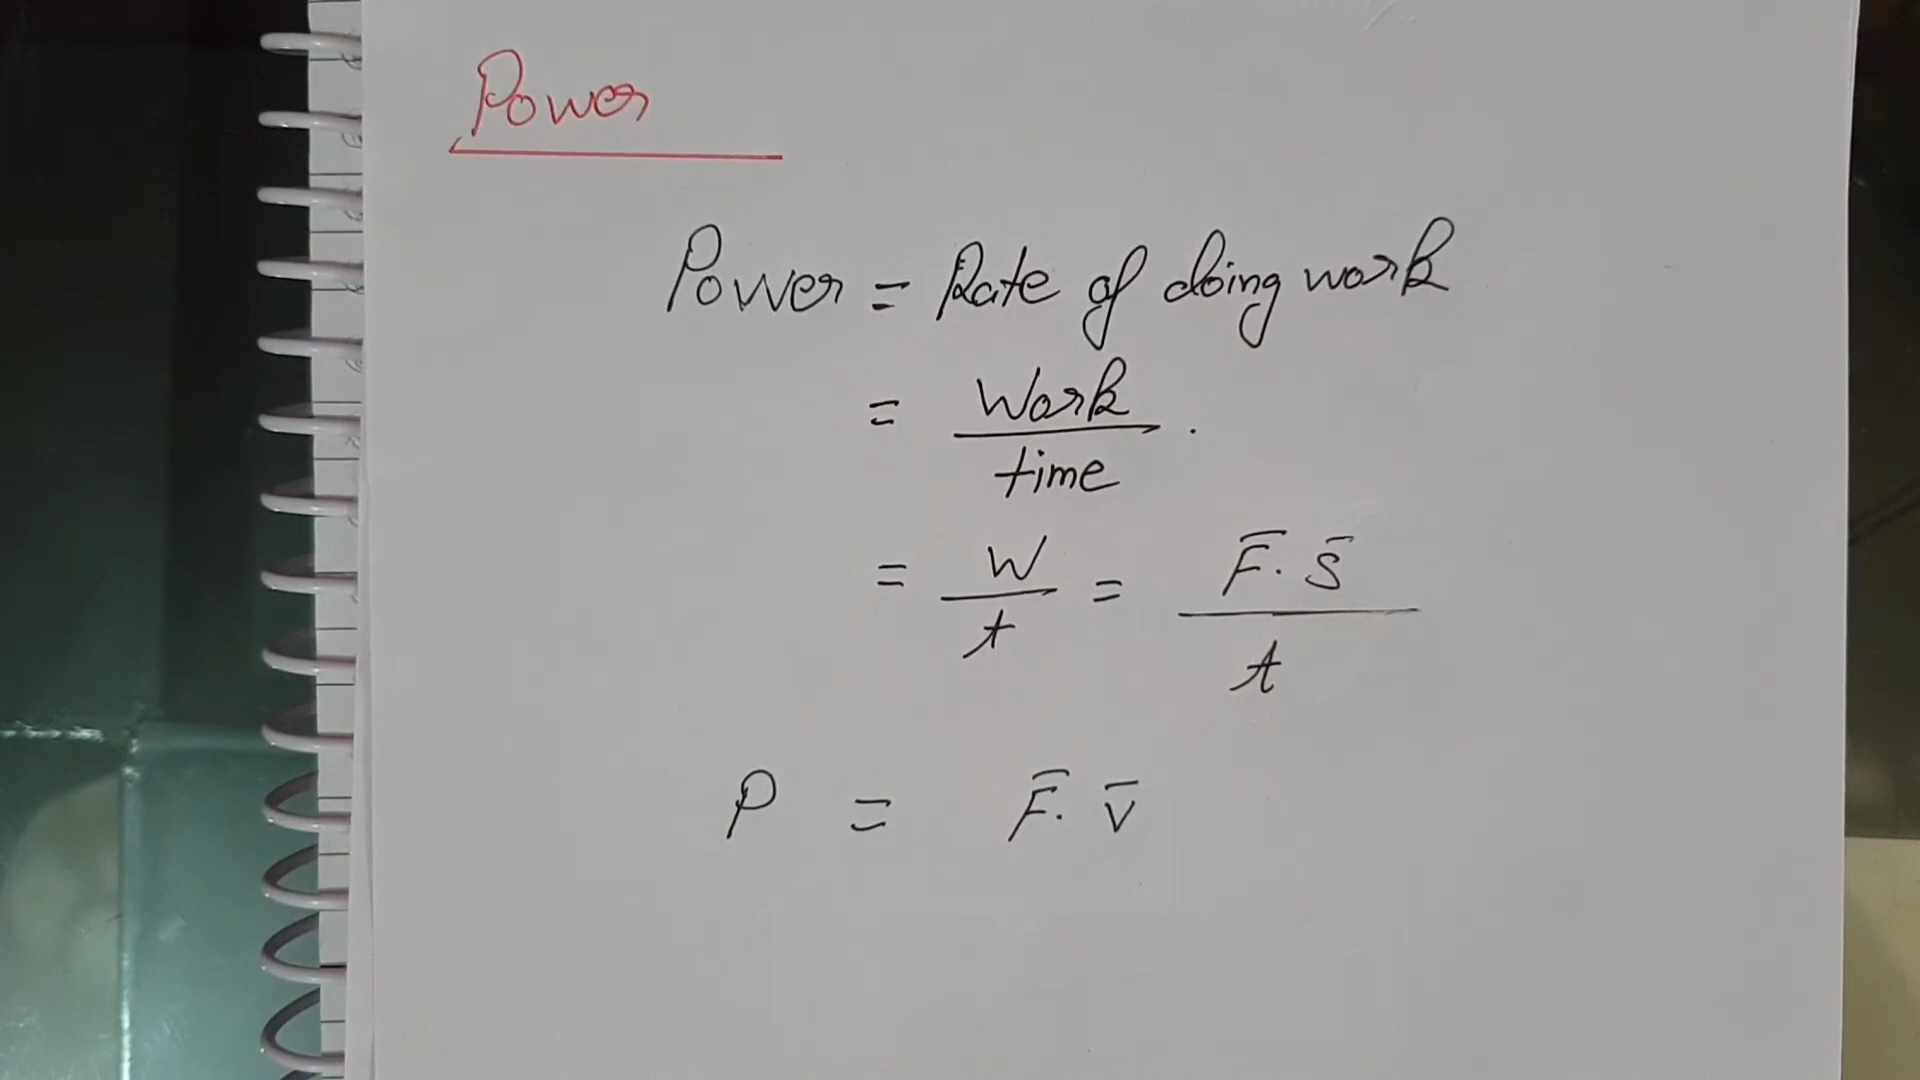 Power
Power = Rate of doing work
= Work / time .
= W / t = F̅. s̅ / t
P = F̅. v̅